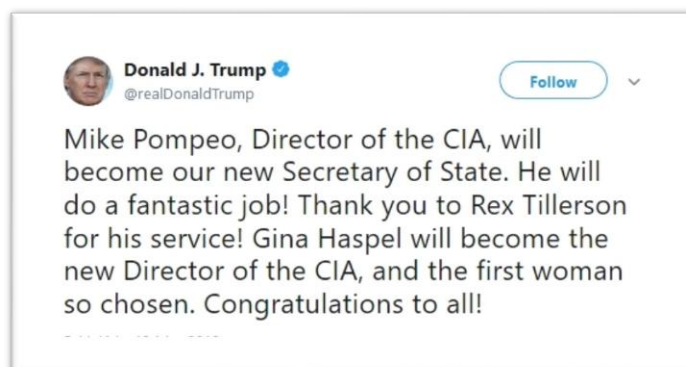 Donald J. Trump
@realDonaldTrump
Follow
Mike Pompeo, Director of the CIA, will
become our new Secretary of State. He will
do a fantastic job! Thank you to Rex Tillerson
for his service! Gina Haspel will become the
new Director of the CIA, and the first woman
so chosen. Congratulations to all!